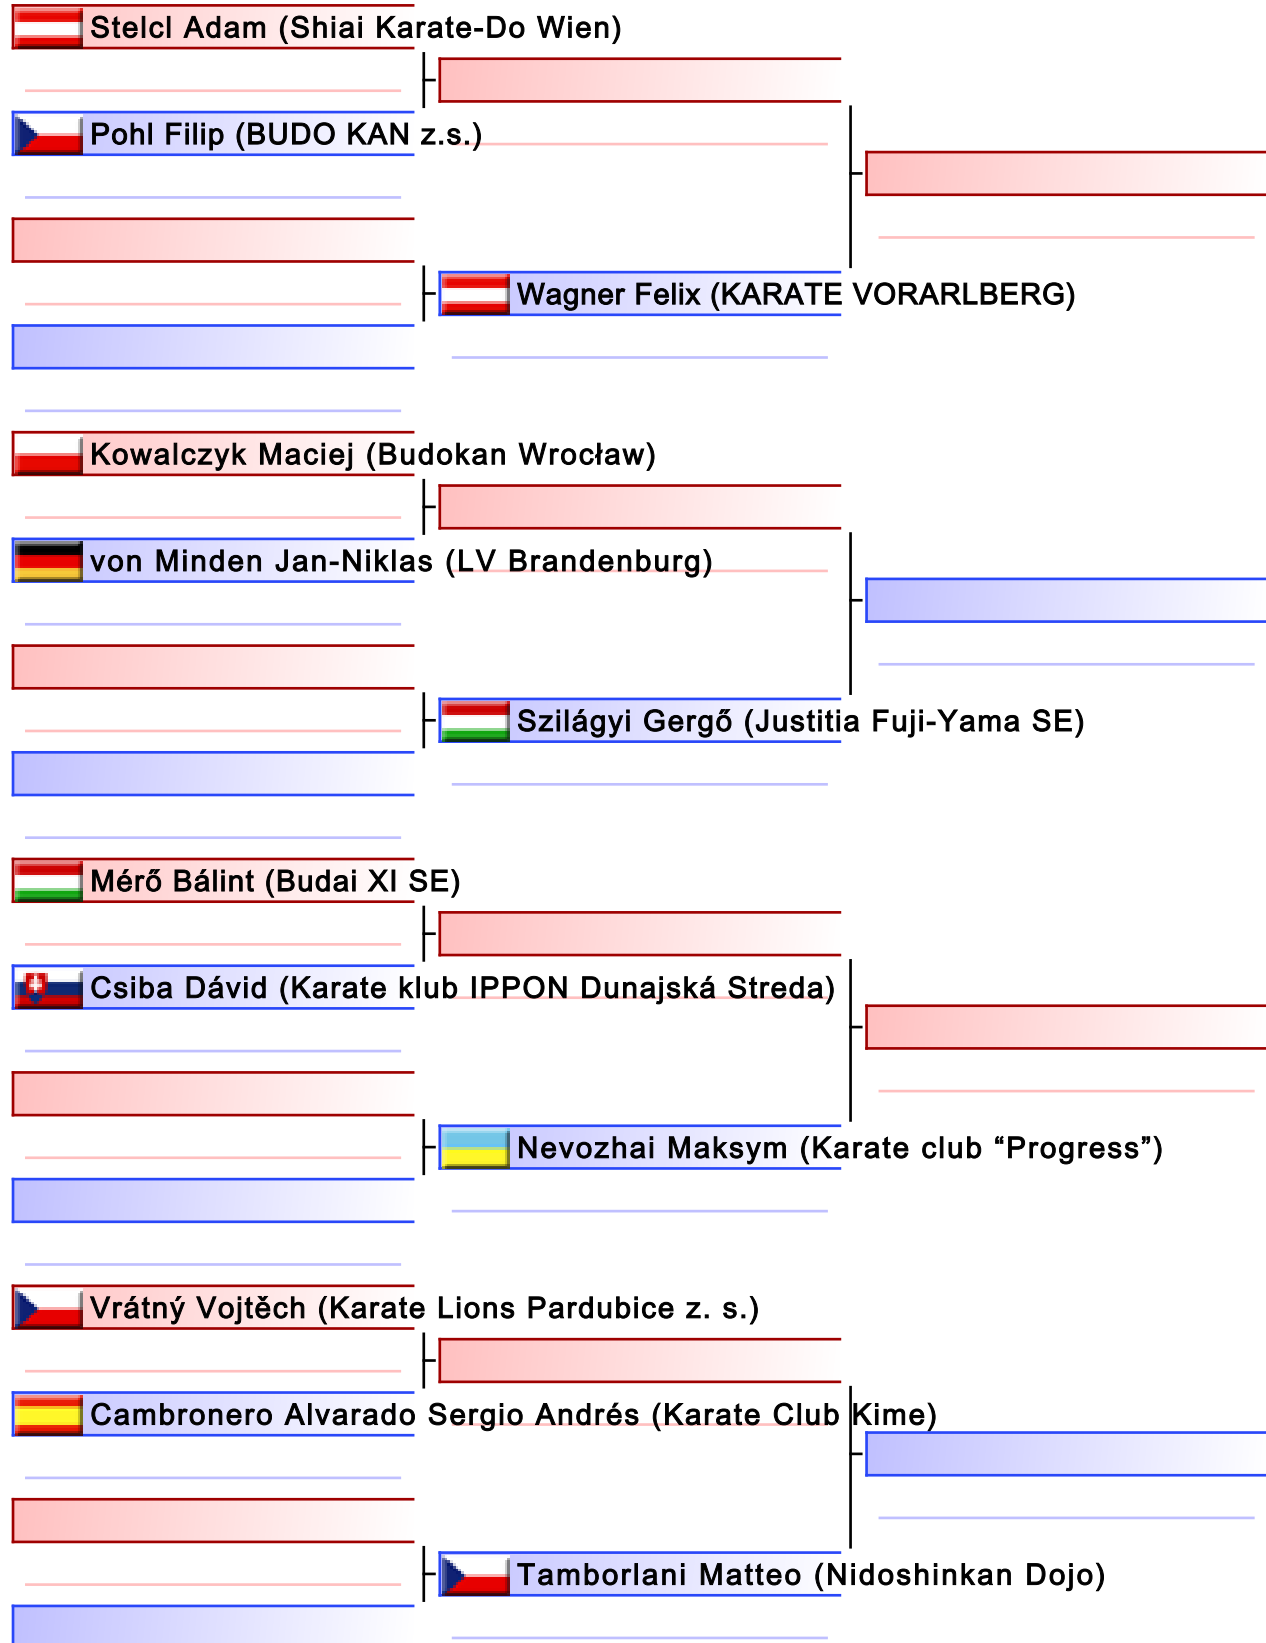 Stelcl Adam (Shiai Karate-Do Wien)
Pohl Filip (BUDO KAN z.s.)
Wagner Felix (KARATE VORARLBERG)
Kowalczyk Maciej (Budokan Wrocław)
von Minden Jan-Niklas (LV Brandenburg)
Szilágyi Gergő (Justitia Fuji-Yama SE)
Mérő Bálint (Budai XI SE)
Csiba Dávid (Karate klub IPPON Dunajská Streda)
Nevozhai Maksym (Karate club “Progress”)
Vrátný Vojtěch (Karate Lions Pardubice z. s.)
Cambronero Alvarado Sergio Andrés (Karate Club Kime)
Tamborlani Matteo (Nidoshinkan Dojo)